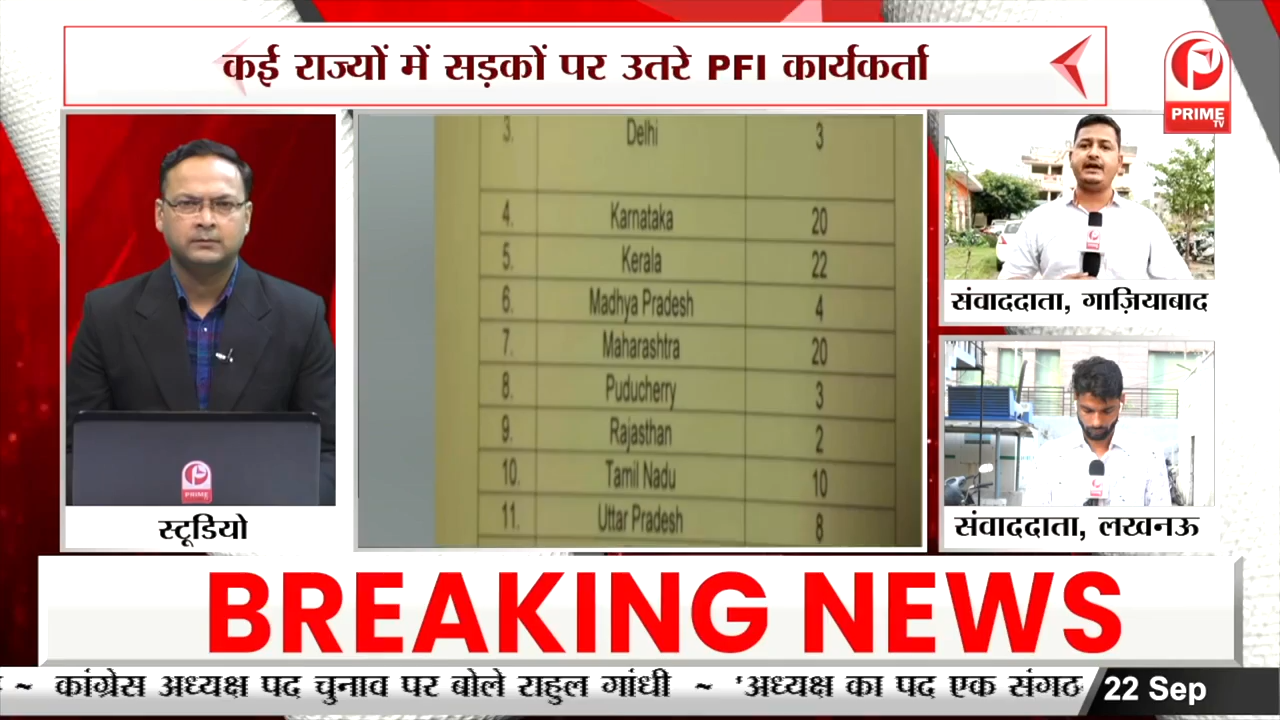 कई राज्यों में सड़कों पर उतरे PFI कार्यकर्ता
PRIME
TV
3. Delhi 3
4. Karnataka 20
5. Kerala 22
6. Madhya Pradesh 4
7. Maharashtra 20
8. Puducherry 3
9. Rajasthan 2
10. Tamil Nadu 10
11. Uttar Pradesh 8
PRIME
स्टूडियो
संवाददाता, गाज़ियाबाद
संवाददाता, लखनऊ
BREAKING NEWS
~ कांग्रेस अध्यक्ष पद चुनाव पर बोले राहुल गांधी ~ 'अध्यक्ष का पद एक संगठ
22 Sep